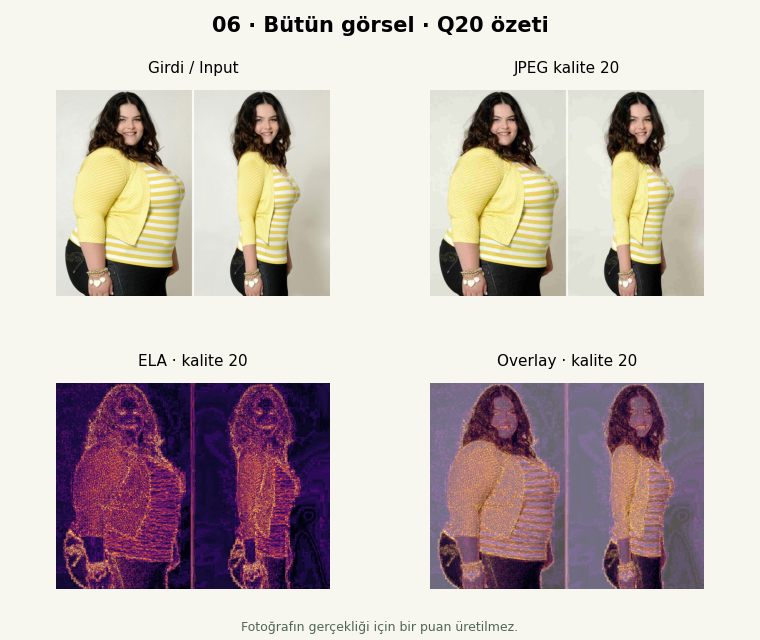 06 · Bütün görsel · Q20 özeti
Girdi / Input
JPEG kalite 20
ELA · kalite 20
Overlay · kalite 20
Fotoğrafın gerçekliği için bir puan üretilmez.